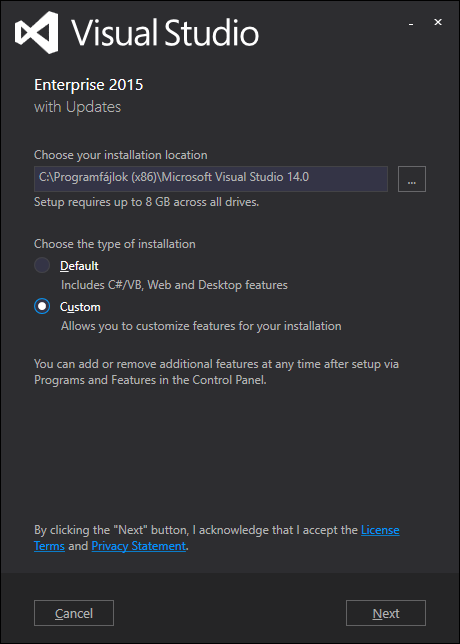 Visual Studio
Enterprise 2015
with Updates
Choose your installation location
C:\Programfájlok (x86)\Microsoft Visual Studio 14.0
...
Setup requires up to 8 GB across all drives.
Choose the type of installation
Default
Includes C#/VB, Web and Desktop features
Custom
Allows you to customize features for your installation
You can add or remove additional features at any time after setup via
Programs and Features in the Control Panel.
By clicking the "Next" button, I acknowledge that I accept the License
Terms and Privacy Statement.
Cancel
Next